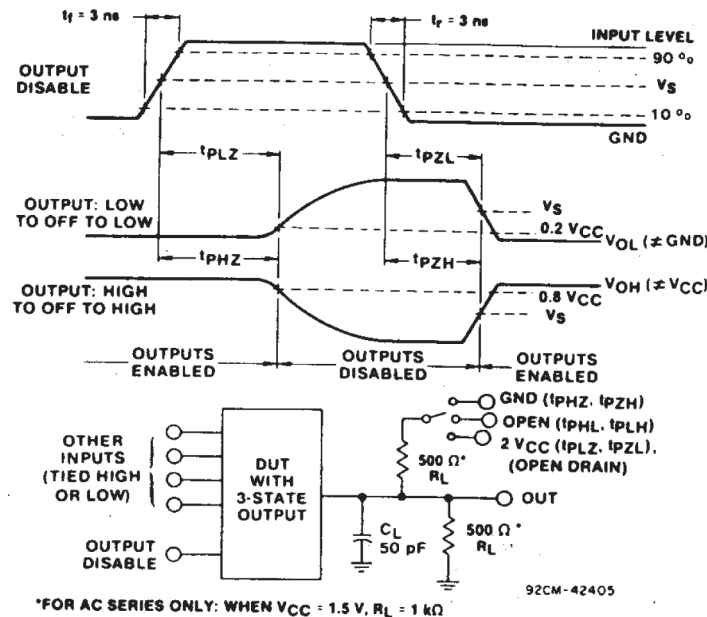 tf = 3 ns
tr = 3 ns
INPUT LEVEL
90 %
OUTPUT
DISABLE
VS
10 %
GND
tPLZ
tPZL
OUTPUT: LOW
TO OFF TO LOW
VS
0.2 VCC
VOL (≠ GND)
tPHZ
tPZH
OUTPUT: HIGH
TO OFF TO HIGH
VOH (≠ VCC)
0.8 VCC
VS
OUTPUTS
ENABLED
OUTPUTS
DISABLED
OUTPUTS
ENABLED
GND (tPHZ, tPZH)
OPEN (tPHL, tPLH)
2 VCC (tPLZ, tPZL),
(OPEN DRAIN)
OTHER
INPUTS
(TIED HIGH
OR LOW)
DUT
WITH
3-STATE
OUTPUT
500 Ω*
RL
OUT
CL
50 pF
500 Ω*
RL
OUTPUT
DISABLE
92CM-42405
*FOR AC SERIES ONLY: WHEN VCC = 1.5 V, RL = 1 kΩ